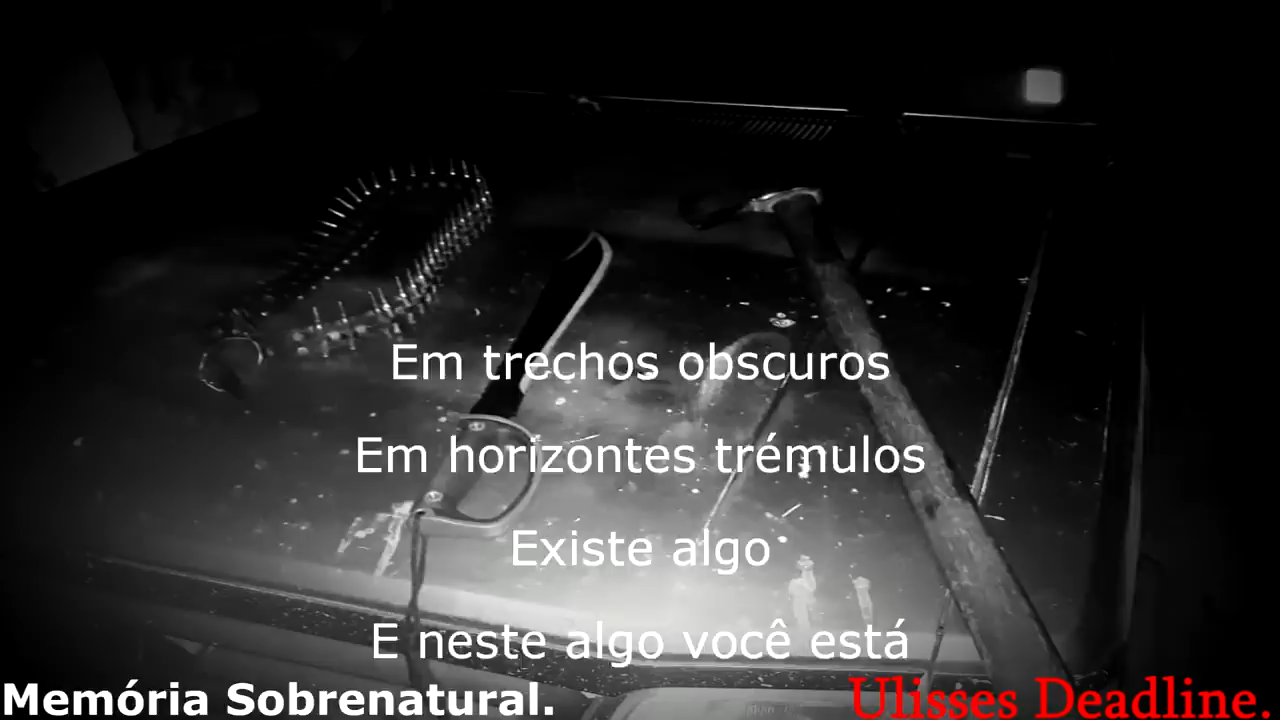 Em trechos obscuros
Em horizontes trémulos
Existe algo
E neste algo você está
Memória Sobrenatural.
Ulisses Deadline.